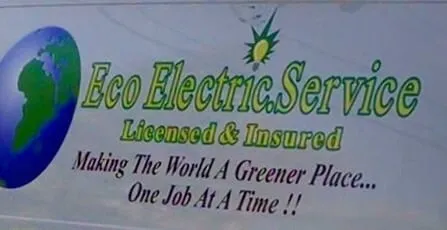 Eco Electric.Service
Licensed & Insured
Making The World A Greener Place...
One Job At A Time !!